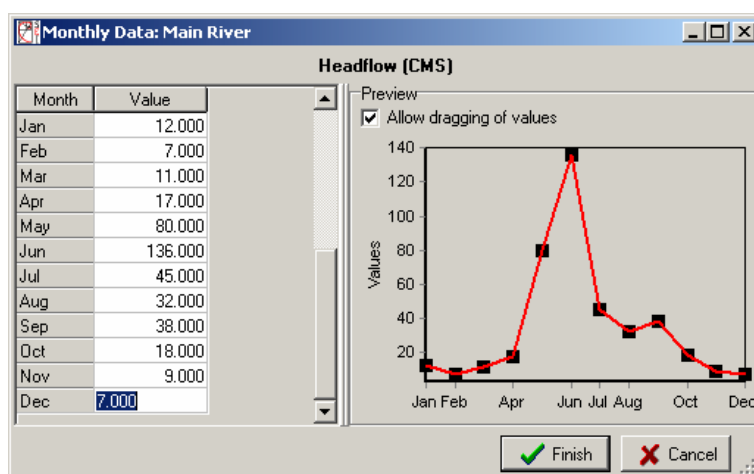 Monthly Data: Main River
Headflow (CMS)
Month Value
Jan 12.000
Feb 7.000
Mar 11.000
Apr 17.000
May 80.000
Jun 136.000
Jul 45.000
Aug 32.000
Sep 38.000
Oct 18.000
Nov 9.000
Dec 7.000
Preview
Allow dragging of values
Values
140
120
100
80
60
40
20
Jan Feb Apr Jun Jul Aug Oct Dec
Finish Cancel